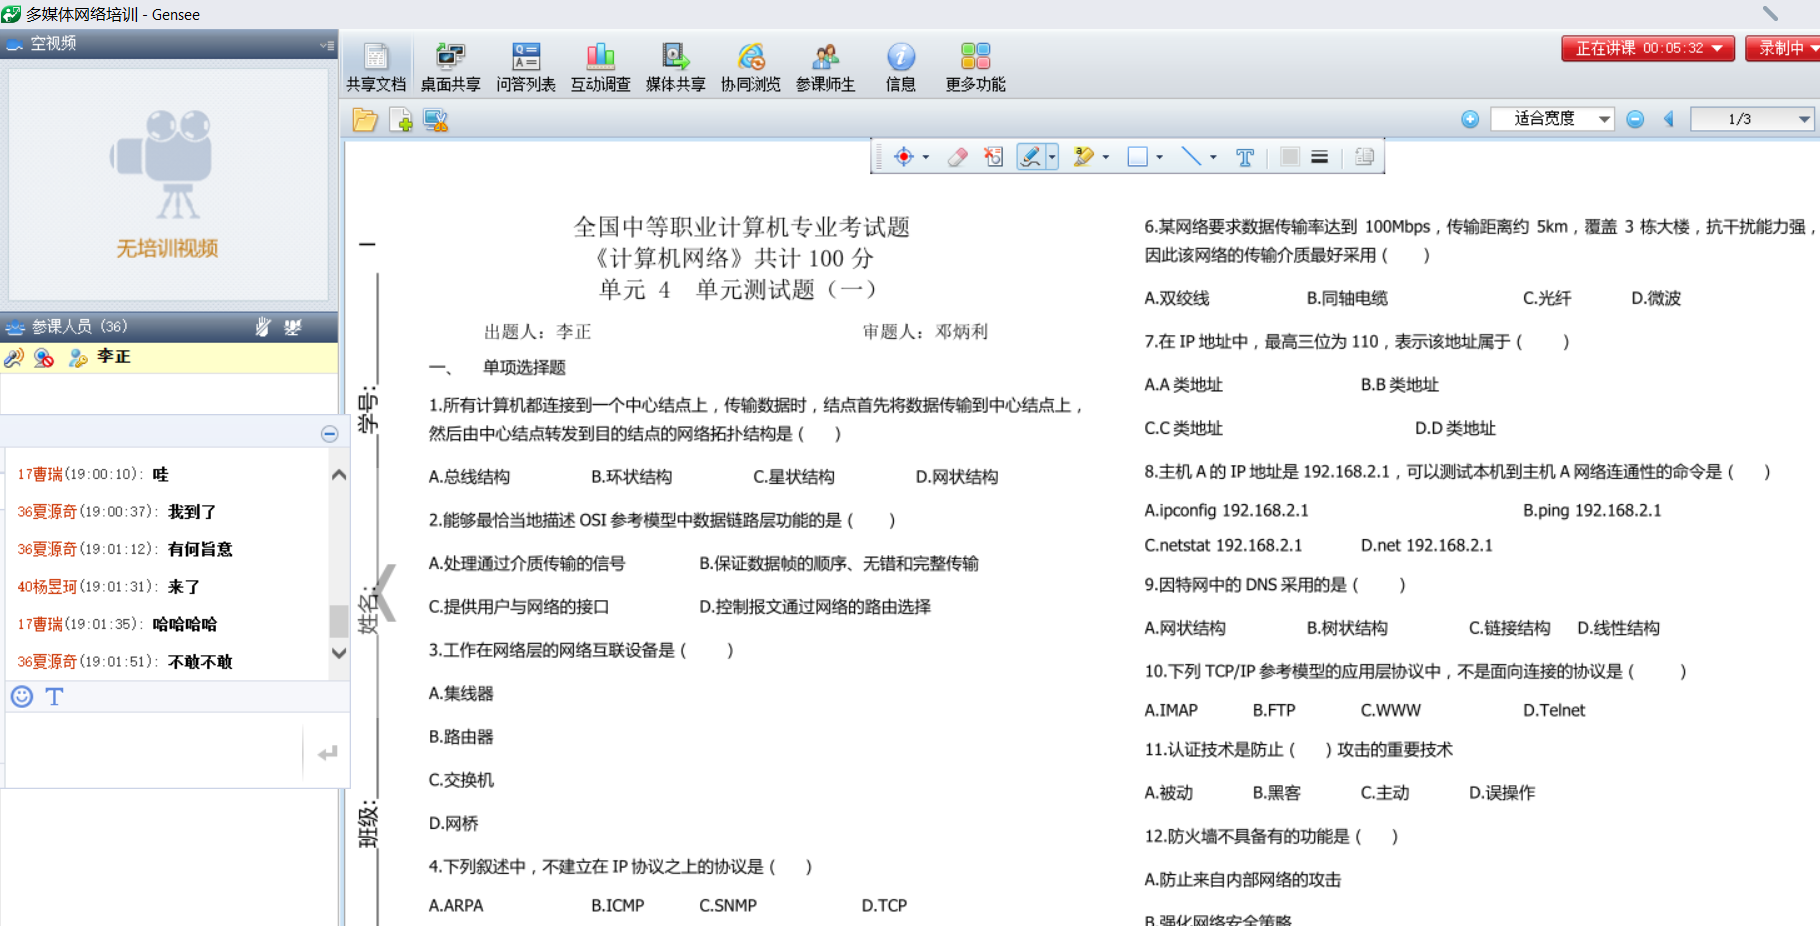 多媒体网络培训 - Gensee
空视频
无培训视频
共享文档
桌面共享
Q=
A=
问答列表
互动调查
媒体共享
协同浏览
参课师生
信息
更多功能
正在讲课 00:05:32
录制中
适合宽度
1/3
参课人员 (36)
李正
17曹瑞(19:00:10): 哇
36夏源奇(19:00:37): 我到了
36夏源奇(19:01:12): 有何旨意
40杨昱珂(19:01:31): 来了
17曹瑞(19:01:35): 哈哈哈哈
36夏源奇(19:01:51): 不敢不敢
学号:
姓名:
班级:
全国中等职业计算机专业考试题
《计算机网络》共计 100 分
单元 4 单元测试题（一）
出题人：李正 审题人：邓炳利
一、 单项选择题
1.所有计算机都连接到一个中心结点上，传输数据时，结点首先将数据传输到中心结点上，
然后由中心结点转发到目的结点的网络拓扑结构是（ ）
A.总线结构 B.环状结构 C.星状结构 D.网状结构
2.能够最恰当地描述 OSI 参考模型中数据链路层功能的是（ ）
A.处理通过介质传输的信号 B.保证数据帧的顺序、无错和完整传输
C.提供用户与网络的接口 D.控制报文通过网络的路由选择
3.工作在网络层的网络互联设备是（ ）
A.集线器
B.路由器
C.交换机
D.网桥
4.下列叙述中，不建立在 IP 协议之上的协议是（ ）
A.ARPA B.ICMP C.SNMP D.TCP
6.某网络要求数据传输率达到 100Mbps，传输距离约 5km，覆盖 3 栋大楼，抗干扰能力强，
因此该网络的传输介质最好采用（ ）
A.双绞线 B.同轴电缆 C.光纤 D.微波
7.在 IP 地址中，最高三位为 110，表示该地址属于（ ）
A.A 类地址 B.B 类地址
C.C 类地址 D.D 类地址
8.主机 A 的 IP 地址是 192.168.2.1，可以测试本机到主机 A 网络连通性的命令是（ ）
A.ipconfig 192.168.2.1 B.ping 192.168.2.1
C.netstat 192.168.2.1 D.net 192.168.2.1
9.因特网中的 DNS 采用的是（ ）
A.网状结构 B.树状结构 C.链接结构 D.线性结构
10.下列 TCP/IP 参考模型的应用层协议中，不是面向连接的协议是（ ）
A.IMAP B.FTP C.WWW D.Telnet
11.认证技术是防止（ ）攻击的重要技术
A.被动 B.黑客 C.主动 D.误操作
12.防火墙不具备有的功能是（ ）
A.防止来自内部网络的攻击
B.强化网络安全策略